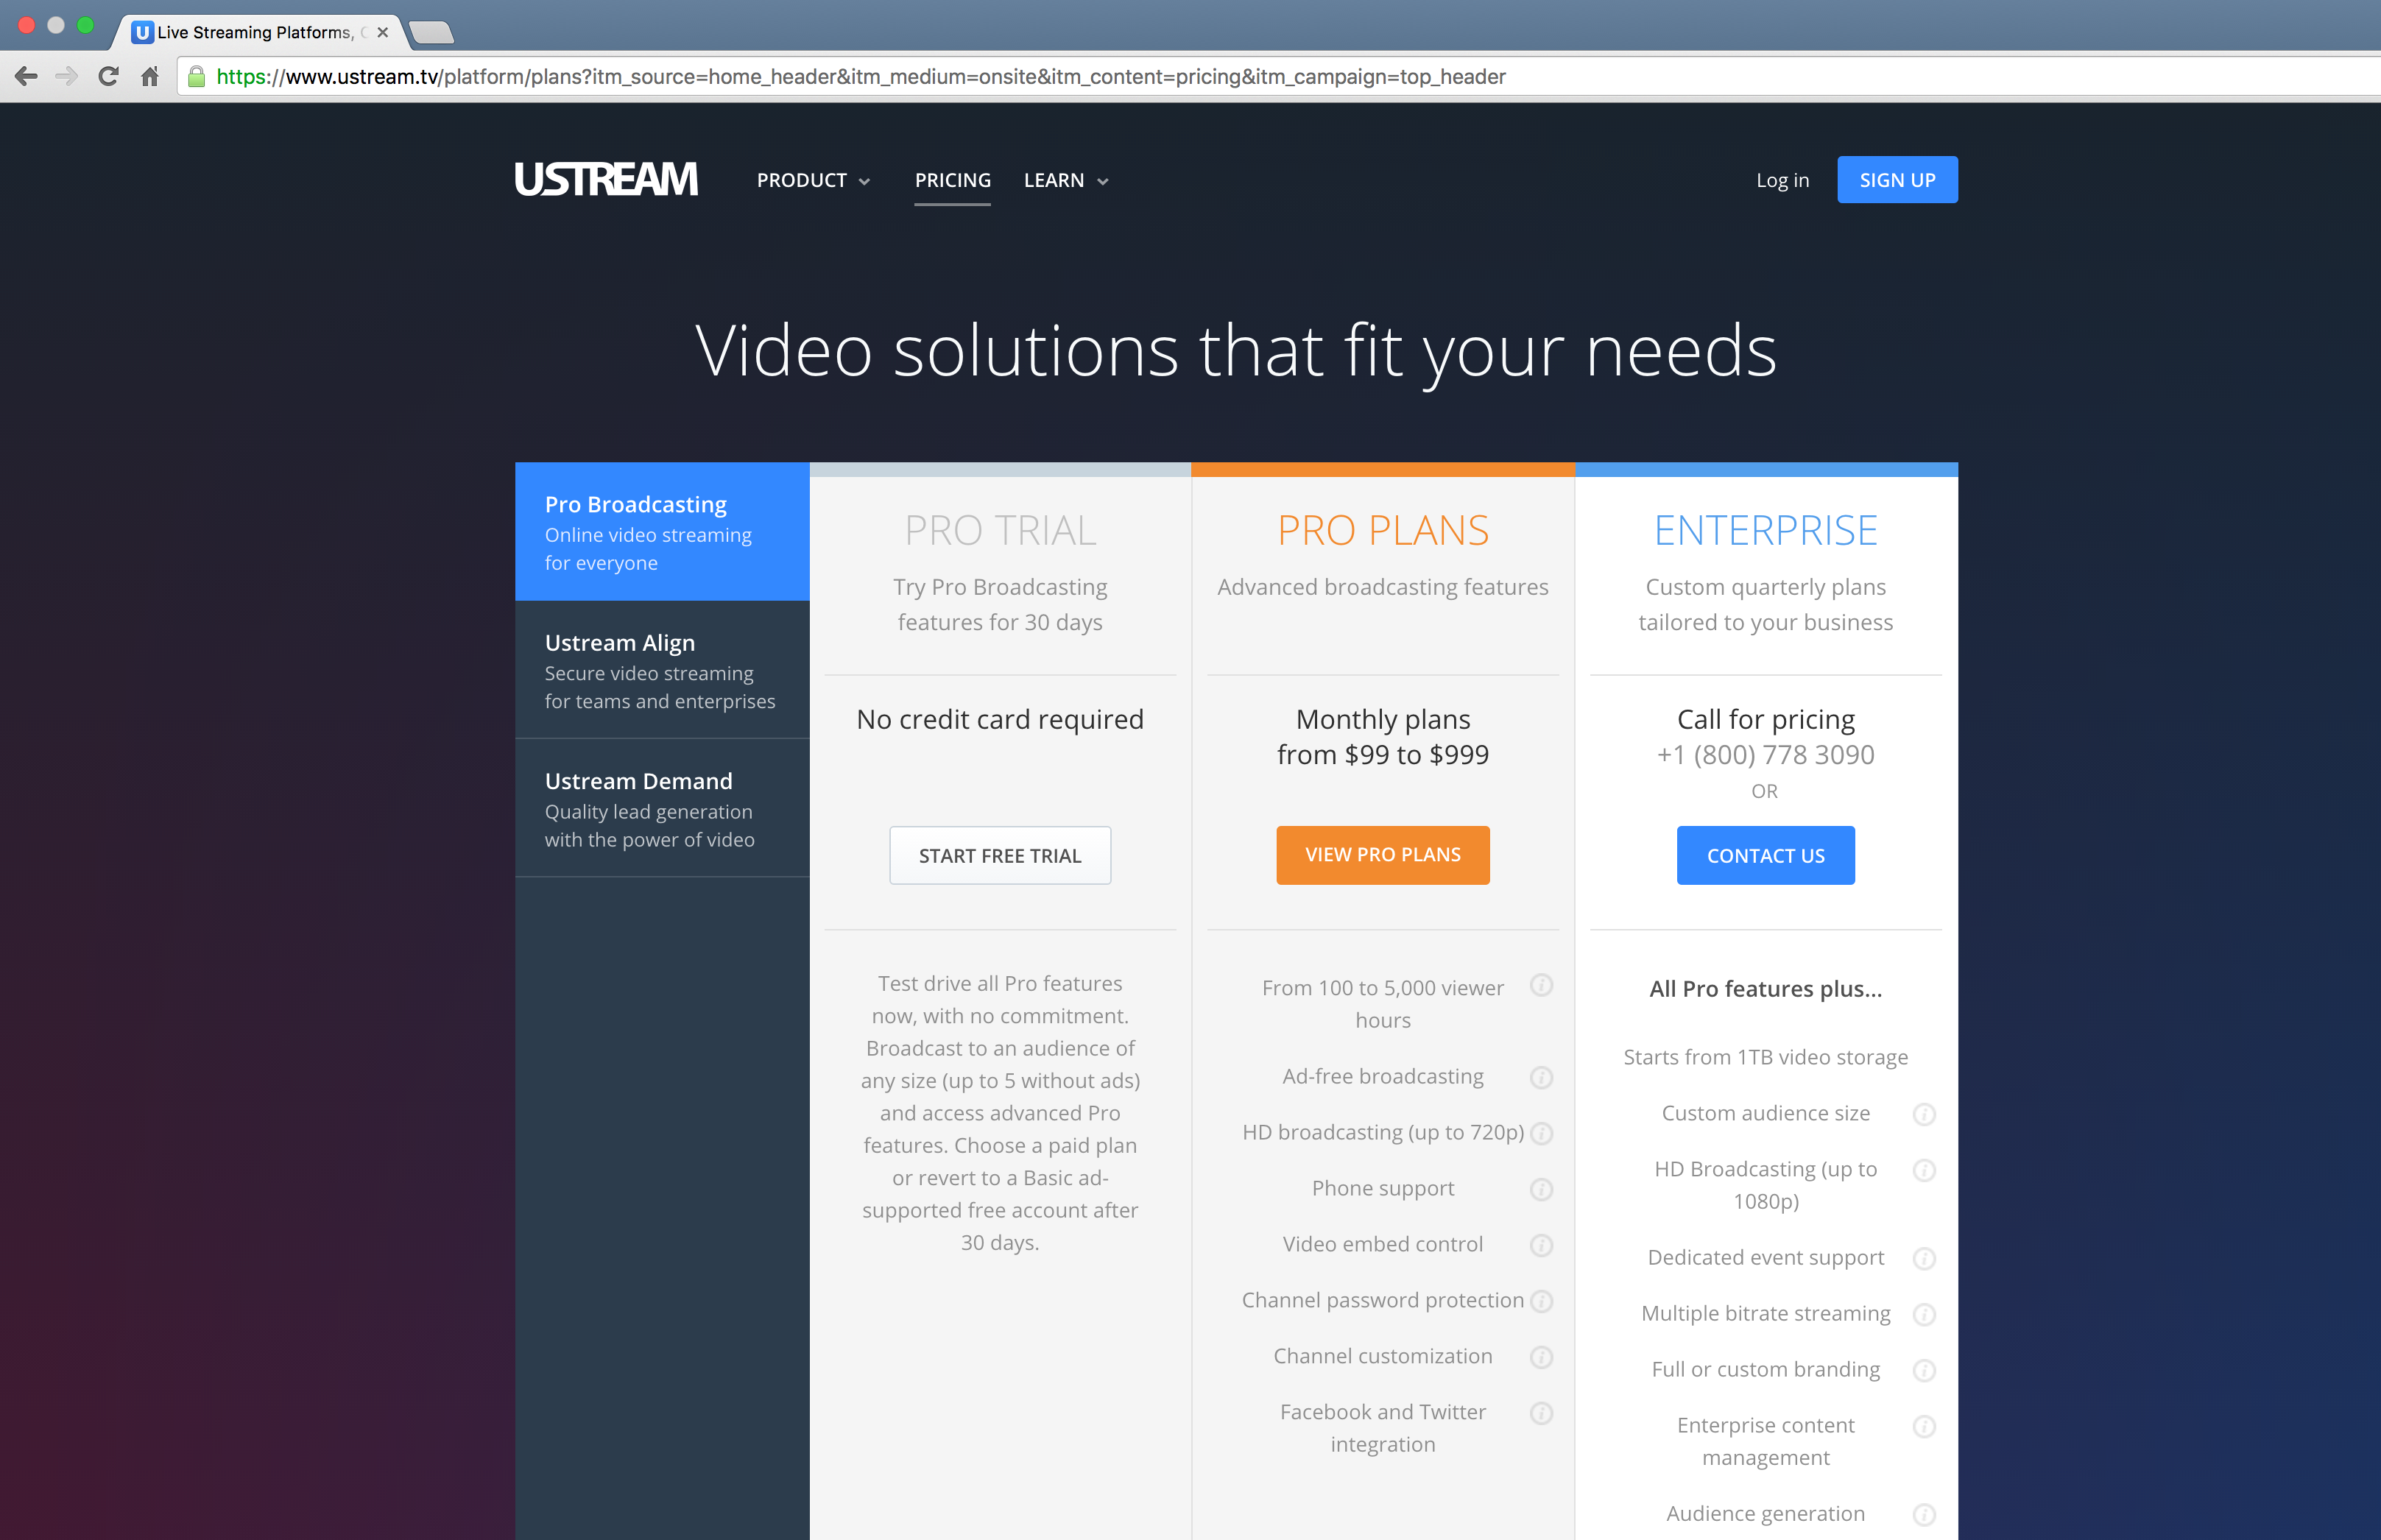 Live Streaming Platforms,
https://www.ustream.tv/platform/plans?itm_source=home_header&itm_medium=onsite&itm_content=pricing&itm_campaign=top_header
USTREAM
PRODUCT
PRICING
LEARN
Log in
SIGN UP
Video solutions that fit your needs
Pro Broadcasting
Online video streaming
for everyone
Ustream Align
Secure video streaming
for teams and enterprises
Ustream Demand
Quality lead generation
with the power of video
PRO TRIAL
Try Pro Broadcasting
features for 30 days
No credit card required
START FREE TRIAL
Test drive all Pro features
now, with no commitment.
Broadcast to an audience of
any size (up to 5 without ads)
and access advanced Pro
features. Choose a paid plan
or revert to a Basic ad-
supported free account after
30 days.
PRO PLANS
Advanced broadcasting features
Monthly plans
from $99 to $999
VIEW PRO PLANS
From 100 to 5,000 viewer
hours
Ad-free broadcasting
HD broadcasting (up to 720p)
Phone support
Video embed control
Channel password protection
Channel customization
Facebook and Twitter
integration
ENTERPRISE
Custom quarterly plans
tailored to your business
Call for pricing
+1 (800) 778 3090
OR
CONTACT US
All Pro features plus...
Starts from 1TB video storage
Custom audience size
HD Broadcasting (up to
1080p)
Dedicated event support
Multiple bitrate streaming
Full or custom branding
Enterprise content
management
Audience generation